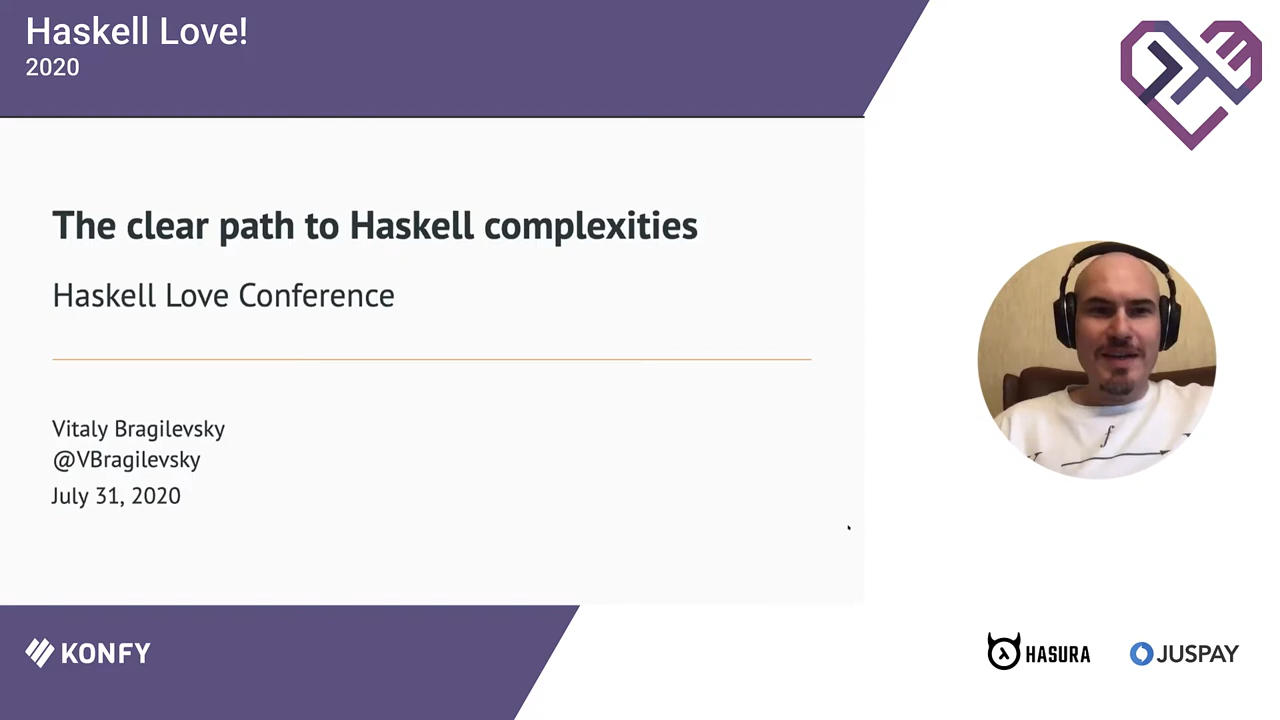 Haskell Love!
2020
The clear path to Haskell complexities
Haskell Love Conference
Vitaly Bragilevsky
@VBragilevsky
July 31, 2020
f
KONFY
HASURA
JUSPAY